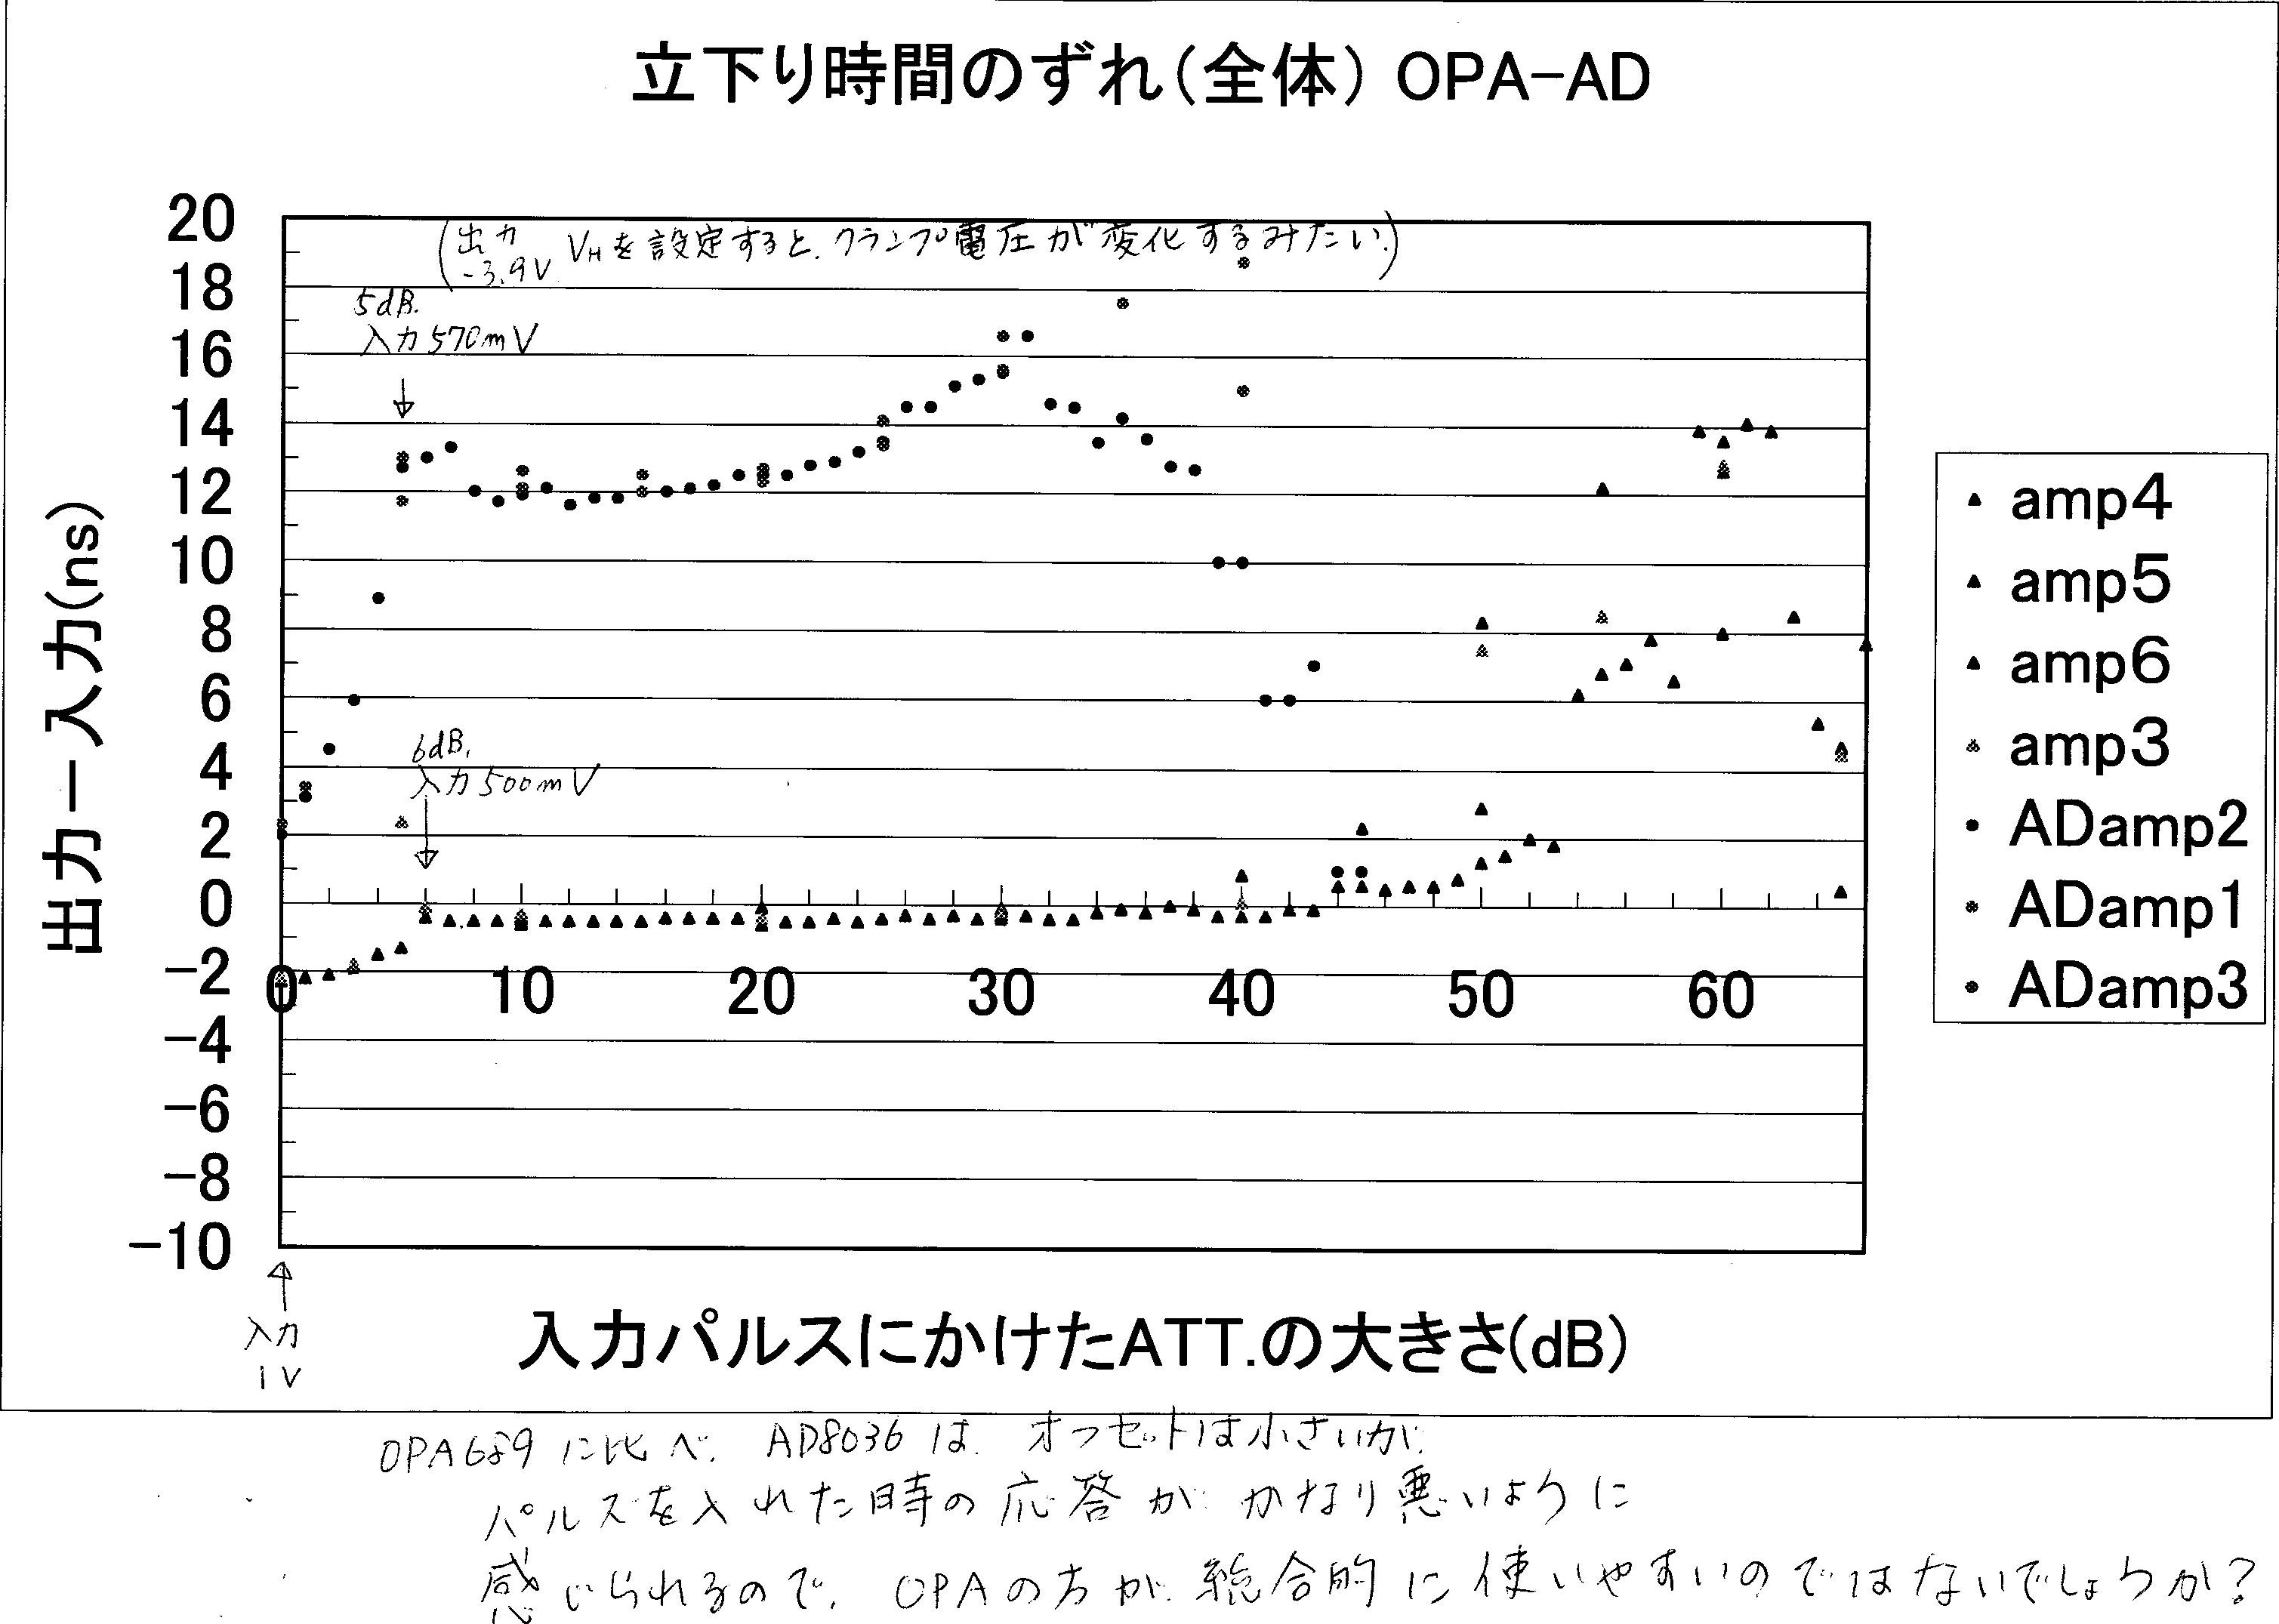 立下り時間のずれ（全体） OPA-AD
20
18
16
14
12
10
8
6
4
2
0
-2
-4
-6
-8
-10
出力ー入力(ns)
(出力 -3.9V VHを設定すると、クランプ電圧が変化するみたい.)
5dB.
入力570mV
6dB,
入力500mV
0 10 20 30 40 50 60
入力
1V
入力パルスにかけたATT.の大きさ(dB)
amp4
amp5
amp6
amp3
ADamp2
ADamp1
ADamp3
OPA689に比べ、AD8036は、オフセットは小さいが、
パルスを入れた時の応答が、かなり悪いように
感じられるので、OPAの方が、総合的に使いやすいのではないでしょうか？